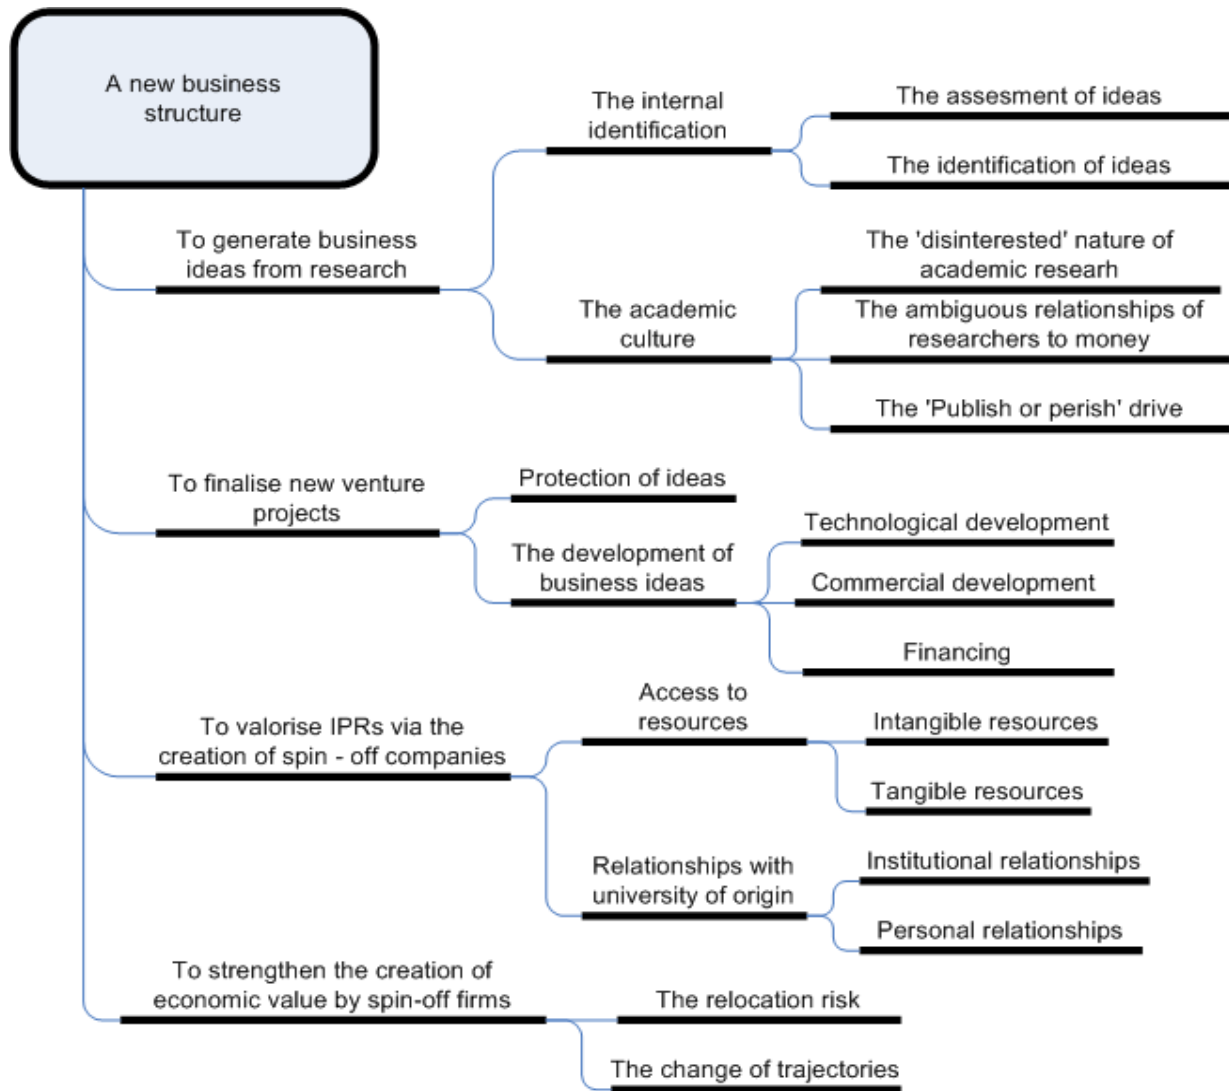 A new business
structure
The internal
identification
The assesment of ideas
The identification of ideas
To generate business
ideas from research
The academic
culture
The 'disinterested' nature of
academic researh
The ambiguous relationships of
researchers to money
The 'Publish or perish' drive
To finalise new venture
projects
Protection of ideas
The development of
business ideas
Technological development
Commercial development
Financing
To valorise IPRs via the
creation of spin - off companies
Access to
resources
Intangible resources
Tangible resources
Relationships with
university of origin
Institutional relationships
Personal relationships
To strengthen the creation of
economic value by spin-off firms
The relocation risk
The change of trajectories